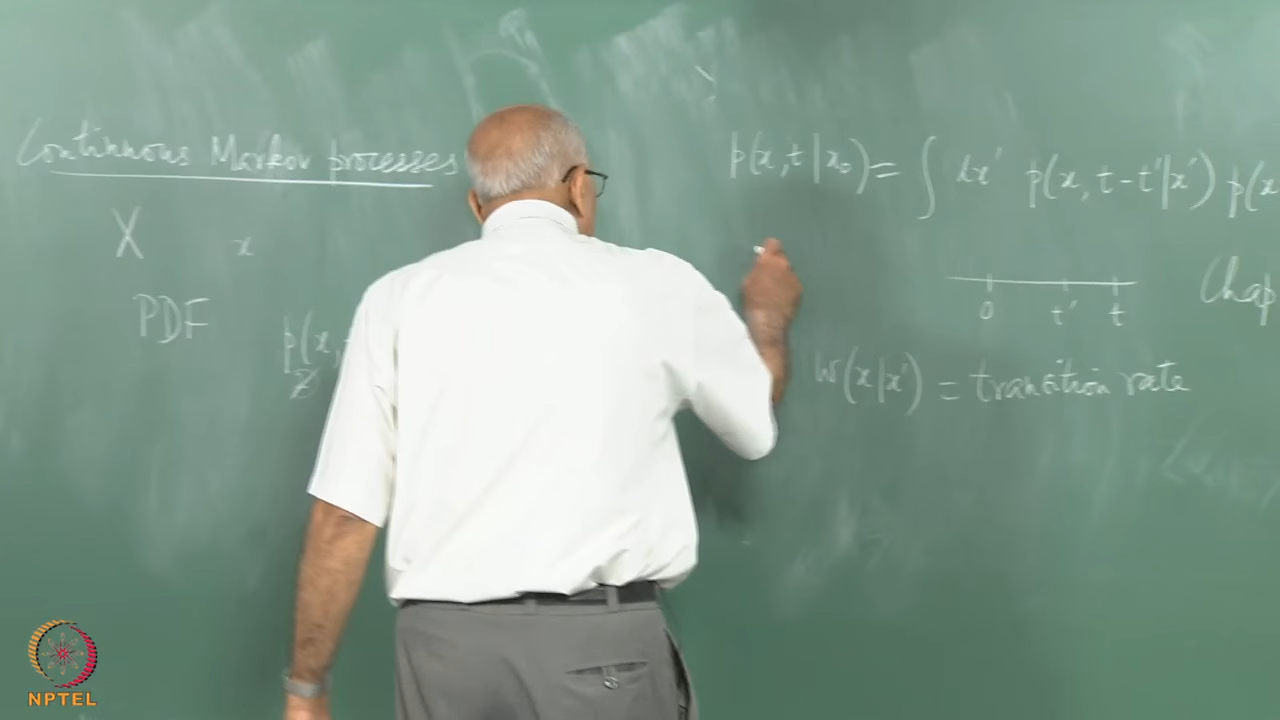 Continuous Markov processes
X x
PDF p(x,
p(x, t | x₀) = ∫ dx' p(x, t - t' | x') p(x
0 t' t
Chap
w(x | x') = transition rate
NPTEL